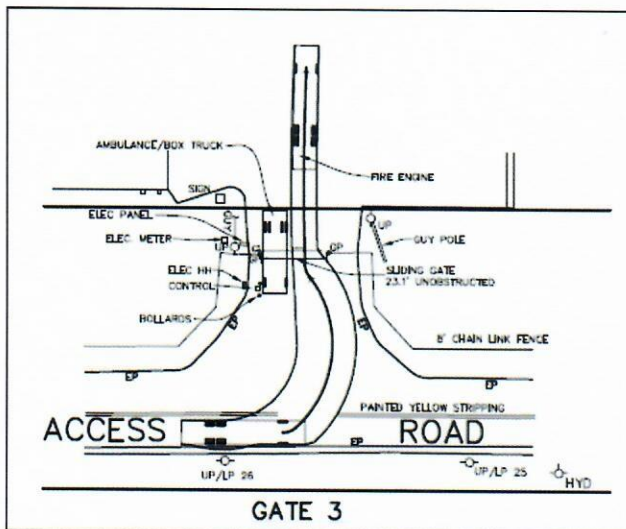 AMBULANCE/BOX TRUCK
FIRE ENGINE
SIGN
ELEC PANEL
GUY
UP
ELEC. METER
UP
GP
GUY POLE
SLIDING GATE
23.1' UNOBSTRUCTED
ELEC HH
CONTROL
BOLLARDS
EP
8' CHAIN LINK FENCE
EP
EP
PAINTED YELLOW STRIPPING
ACCESS ROAD
EP
UP/LP 26
UP/LP 25
HYD
GATE 3